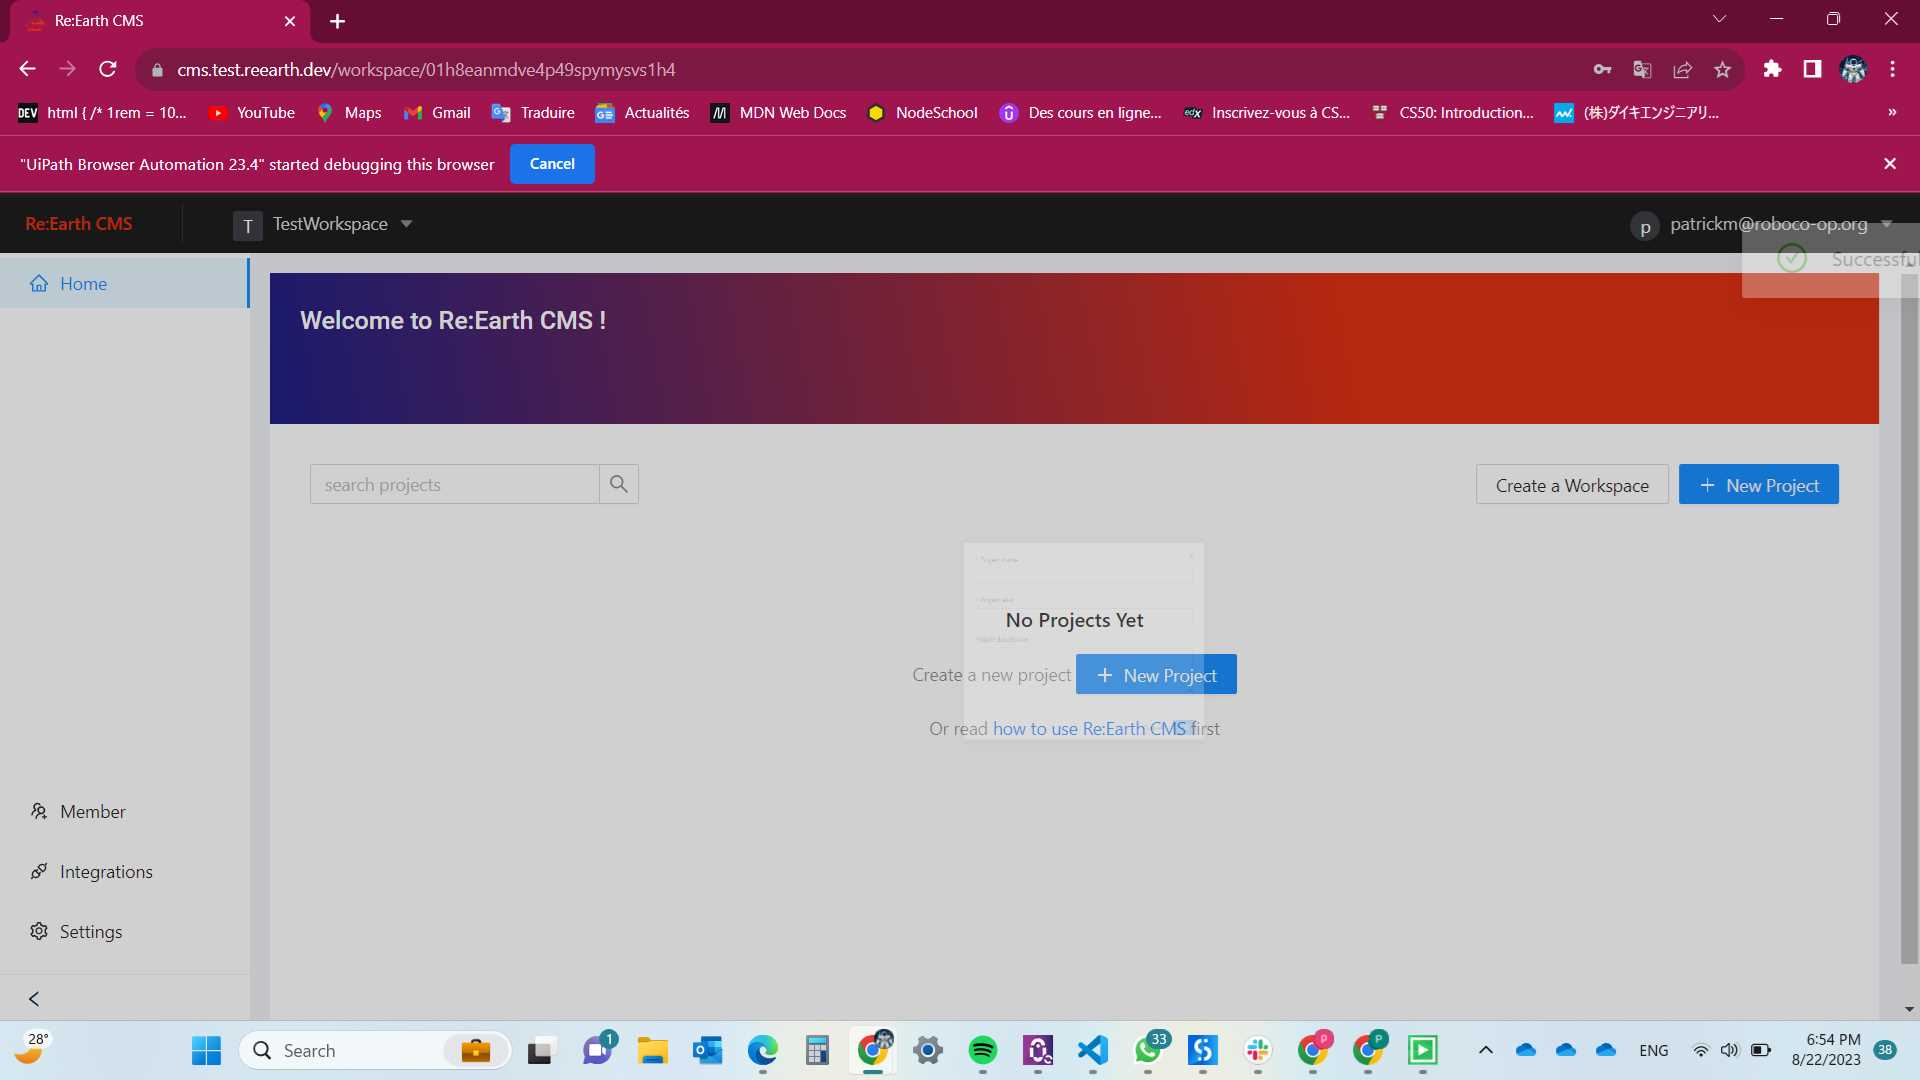 Re:Earth CMS
cms.test.reearth.dev/workspace/01h8eanmdve4p49spymysvs1h4
DEV html { /* 1rem = 10... YouTube Maps Gmail Traduire Actualités MDN Web Docs NodeSchool Des cours en ligne... edX Inscrivez-vous à CS... CS50: Introduction... (株)ダイキエンジニアリ... »
"UiPath Browser Automation 23.4" started debugging this browser Cancel
Re:Earth CMS T TestWorkspace p patrickm@roboco-op.org
Successful
Home
Welcome to Re:Earth CMS !
search projects Create a Workspace + New Project
No Projects Yet
Create a new project + New Project
Or read how to use Re:Earth CMS first
Member
Integrations
Settings
28° Search 1 33 P P ENG 6:54 PM 38
8/22/2023